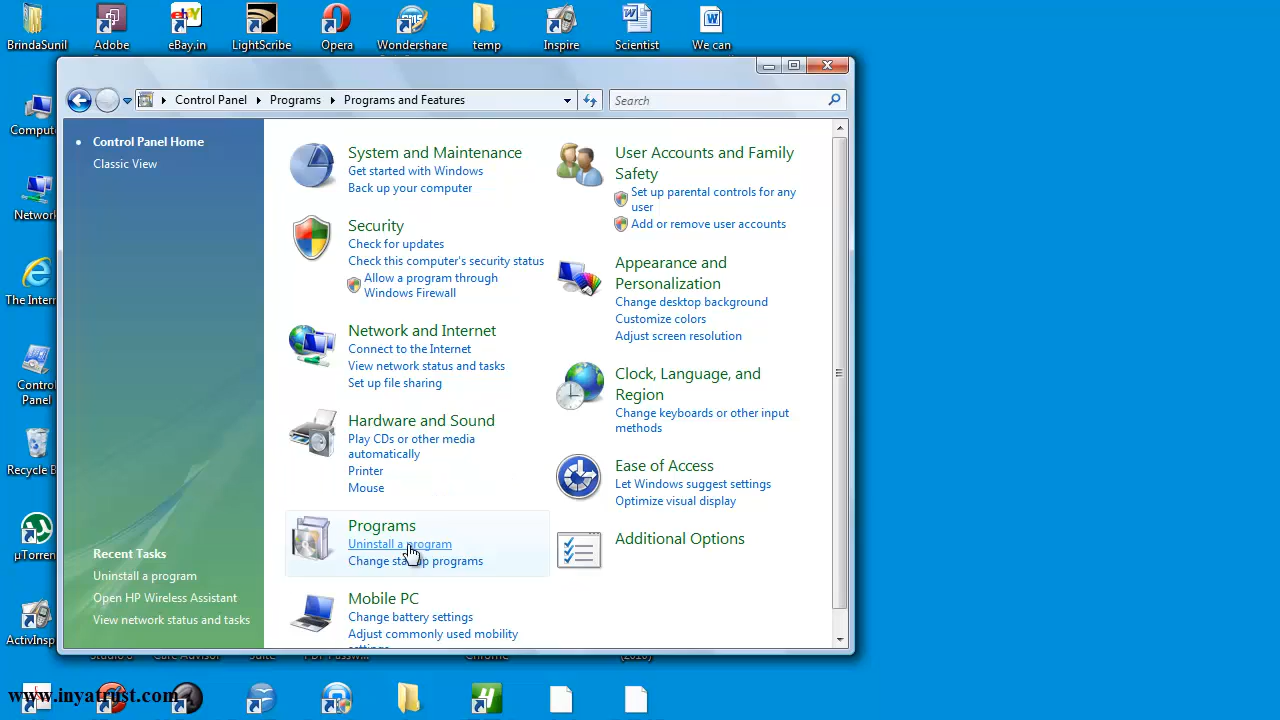 BrindaSunil
Adobe
eBay.in
LightScribe
Opera
Wondershare
temp
Inspire
Scientist
We can
Control Panel
Programs
Programs and Features
Search
Comput
Network
The Intern
Control
Panel
Recycle B
µTorren
ActivInsp
Control Panel Home
Classic View
System and Maintenance
Get started with Windows
Back up your computer
Security
Check for updates
Check this computer's security status
Allow a program through
Windows Firewall
Network and Internet
Connect to the Internet
View network status and tasks
Set up file sharing
Hardware and Sound
Play CDs or other media
automatically
Printer
Mouse
Programs
Uninstall a program
Change startup programs
Mobile PC
Change battery settings
Adjust commonly used mobility
settings
User Accounts and Family
Safety
Set up parental controls for any
user
Add or remove user accounts
Appearance and
Personalization
Change desktop background
Customize colors
Adjust screen resolution
Clock, Language, and
Region
Change keyboards or other input
methods
Ease of Access
Let Windows suggest settings
Optimize visual display
Additional Options
Recent Tasks
Uninstall a program
Open HP Wireless Assistant
View network status and tasks
www.inyatrust.com